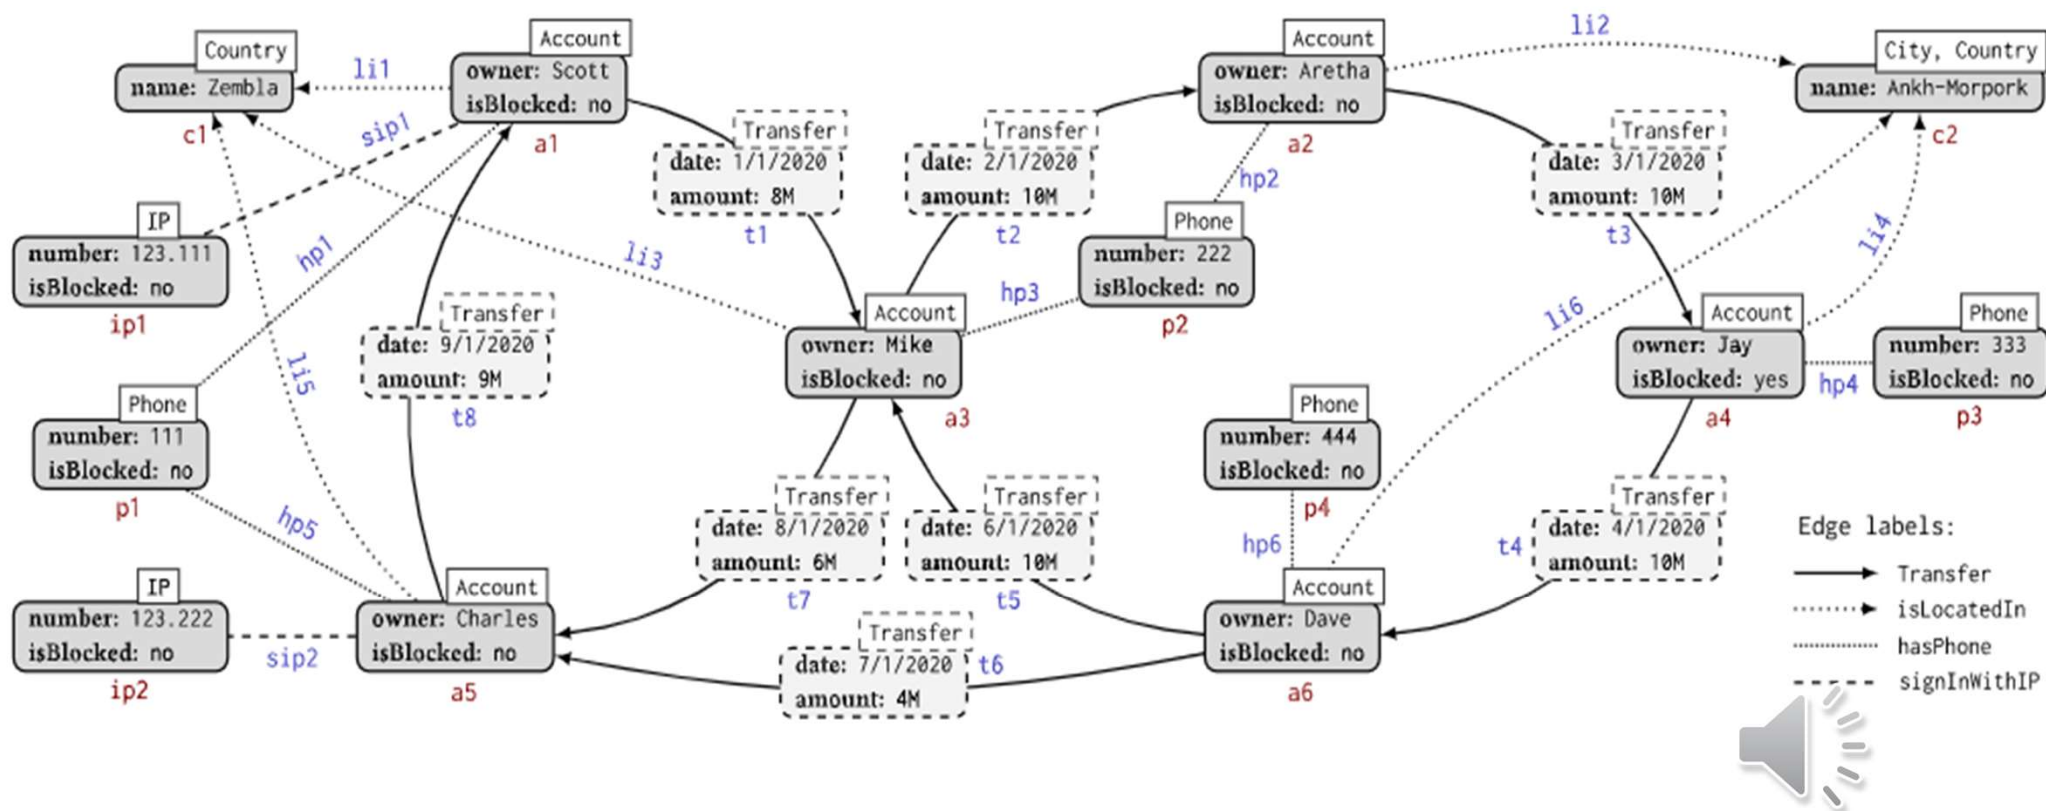 Country
name: Zembla
c1
li1
Account
owner: Scott
isBlocked: no
a1
sip1
Transfer
date: 1/1/2020
amount: 8M
t1
Transfer
date: 2/1/2020
amount: 10M
t2
Account
owner: Aretha
isBlocked: no
a2
li2
City, Country
name: Ankh-Morpork
c2
Transfer
date: 3/1/2020
amount: 10M
t3
hp2
IP
number: 123.111
isBlocked: no
ip1
hp1
li3
Phone
number: 222
isBlocked: no
p2
hp3
li4
li6
li5
Transfer
date: 9/1/2020
amount: 9M
t8
Account
owner: Mike
isBlocked: no
a3
Account
owner: Jay
isBlocked: yes
a4
hp4
Phone
number: 333
isBlocked: no
p3
Phone
number: 111
isBlocked: no
p1
hp5
Phone
number: 444
isBlocked: no
p4
hp6
Transfer
date: 8/1/2020
amount: 6M
t7
Transfer
date: 6/1/2020
amount: 10M
t5
Transfer
date: 4/1/2020
amount: 10M
t4
IP
number: 123.222
isBlocked: no
ip2
sip2
Account
owner: Charles
isBlocked: no
a5
Transfer
date: 7/1/2020
amount: 4M
t6
Account
owner: Dave
isBlocked: no
a6
Edge labels:
Transfer
isLocatedIn
hasPhone
signInWithIP